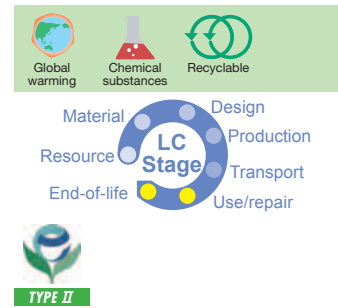 Global
warming
Chemical
substances
Recyclable
Material
Design
Production
Resource
LC
Stage
Transport
End-of-life
Use/repair
TYPE II